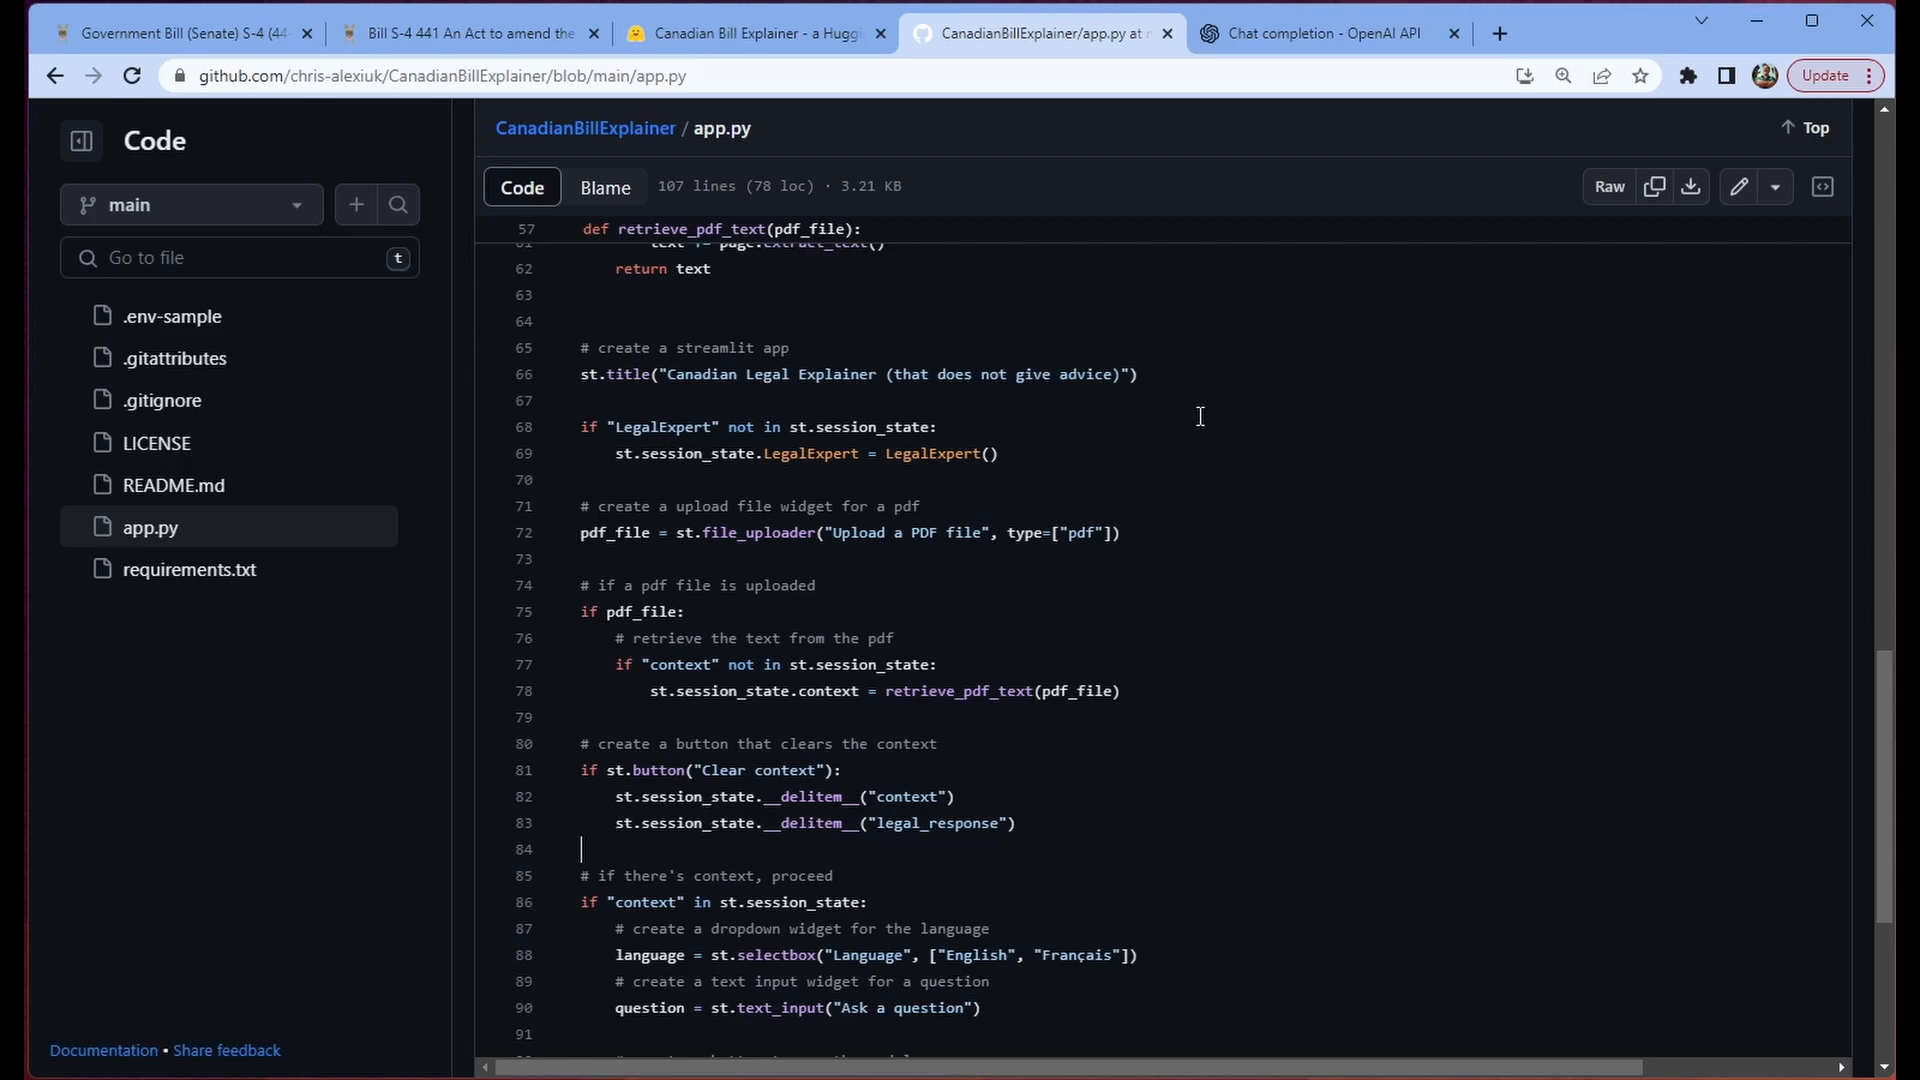 Government Bill (Senate) S-4 (44
Bill S-4 441 An Act to amend the
Canadian Bill Explainer - a Huggi
CanadianBillExplainer/app.py at
Chat completion - OpenAI API
github.com/chris-alexiuk/CanadianBillExplainer/blob/main/app.py
Update
Code
CanadianBillExplainer / app.py
Top
main
Code
Blame
107 lines (78 loc) · 3.21 KB
Raw
Go to file
t
.env-sample
.gitattributes
.gitignore
LICENSE
README.md
app.py
requirements.txt
Documentation • Share feedback
57 def retrieve_pdf_text(pdf_file):
61 text += page.extract_text()
62 return text
63
64
65 # create a streamlit app
66 st.title("Canadian Legal Explainer (that does not give advice)")
67
68 if "LegalExpert" not in st.session_state:
69 st.session_state.LegalExpert = LegalExpert()
70
71 # create a upload file widget for a pdf
72 pdf_file = st.file_uploader("Upload a PDF file", type=["pdf"])
73
74 # if a pdf file is uploaded
75 if pdf_file:
76 # retrieve the text from the pdf
77 if "context" not in st.session_state:
78 st.session_state.context = retrieve_pdf_text(pdf_file)
79
80 # create a button that clears the context
81 if st.button("Clear context"):
82 st.session_state.__delitem__("context")
83 st.session_state.__delitem__("legal_response")
84
85 # if there's context, proceed
86 if "context" in st.session_state:
87 # create a dropdown widget for the language
88 language = st.selectbox("Language", ["English", "Français"])
89 # create a text input widget for a question
90 question = st.text_input("Ask a question")
91